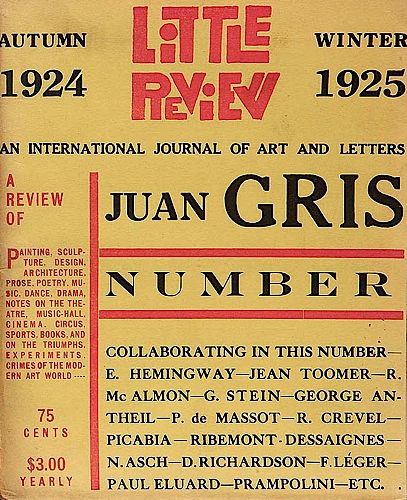 AUTUMN
1924
LITTLE
REVIEW
WINTER
1925
AN INTERNATIONAL JOURNAL OF ART AND LETTERS
A
REVIEW
OF
PAINTING, SCULP-
TURE, DESIGN,
ARCHITECTURE,
PROSE, POETRY, MU-
SIC, DANCE, DRAMA,
NOTES ON THE THE-
ATRE, MUSIC-HALL,
CINEMA, CIRCUS,
SPORTS, BOOKS, AND
ON THE TRIUMPHS,
EXPERIMENTS,
CRIMES OF THE MOD-
ERN ART WORLD ----
75
CENTS
$3.00
YEARLY
JUAN GRIS
NUMBER
COLLABORATING IN THIS NUMBER—
E. HEMINGWAY—JEAN TOOMER—R.
Mc ALMON—G. STEIN—GEORGE AN-
THEIL—P. de MASSOT—R. CREVEL—
PICABIA—RIBEMONT-DESSAIGNES—
N.ASCH—D.RICHARDSON—F.LÉGER—
PAUL ELUARD—PRAMPOLINI—ETC.